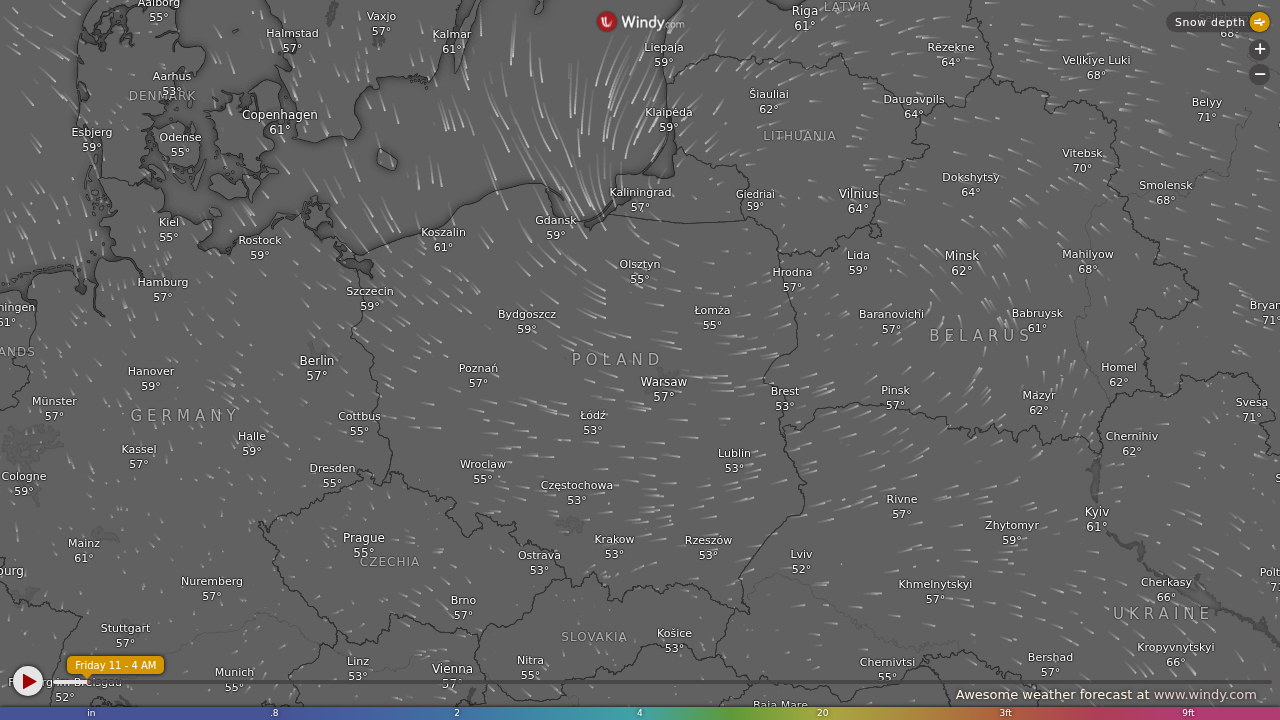 Aalborg
55°
Vaxjo
57°
Halmstad
57°
Kalmar
61°
Windy.com
Liepaja
59°
Riga
61°
LATVIA
Rēzekne
64°
Snow depth
68°
+
−
Velikiye Luki
68°
Aarhus
53°
DENMARK
Copenhagen
61°
Klaipėda
59°
Šiauliai
62°
Daugavpils
64°
Belyy
71°
Esbjerg
59°
Odense
55°
LITHUANIA
Vitebsk
70°
Kaliningrad
57°
Giedriai
59°
Vilnius
64°
Dokshytsy
64°
Smolensk
68°
Kiel
55°
Rostock
59°
Koszalin
61°
Gdansk
59°
Olsztyn
55°
Hrodna
57°
Lida
59°
Minsk
62°
Mahilyow
68°
Hamburg
57°
Szczecin
59°
Bydgoszcz
59°
Łomża
55°
Baranovichi
57°
Babruysk
61°
BELARUS
Hanover
59°
Berlin
57°
Poznań
57°
POLAND
Warsaw
57°
Brest
53°
Pinsk
57°
Mazyr
62°
Homel
62°
Münster
57°
GERMANY
Cottbus
55°
Łódź
53°
Svesa
71°
Kassel
57°
Halle
59°
Chernihiv
62°
Cologne
59°
Dresden
55°
Wroclaw
55°
Częstochowa
53°
Lublin
53°
Rivne
57°
Kyiv
61°
Mainz
61°
Prague
55°
CZECHIA
Ostrava
53°
Krakow
53°
Rzeszów
53°
Lviv
52°
Zhytomyr
59°
Nuremberg
57°
Brno
57°
Khmelnytskyi
57°
Cherkasy
66°
UKRAINE
Stuttgart
57°
SLOVAKIA
Košice
53°
Kropyvnytskyi
66°
Friday 11 - 4 AM
52°
Munich
55°
Linz
53°
Vienna
57°
Nitra
55°
Chernivtsi
55°
Bershad
57°
Baia Mare
Awesome weather forecast at www.windy.com
in .8 2 4 20 3ft 9ft